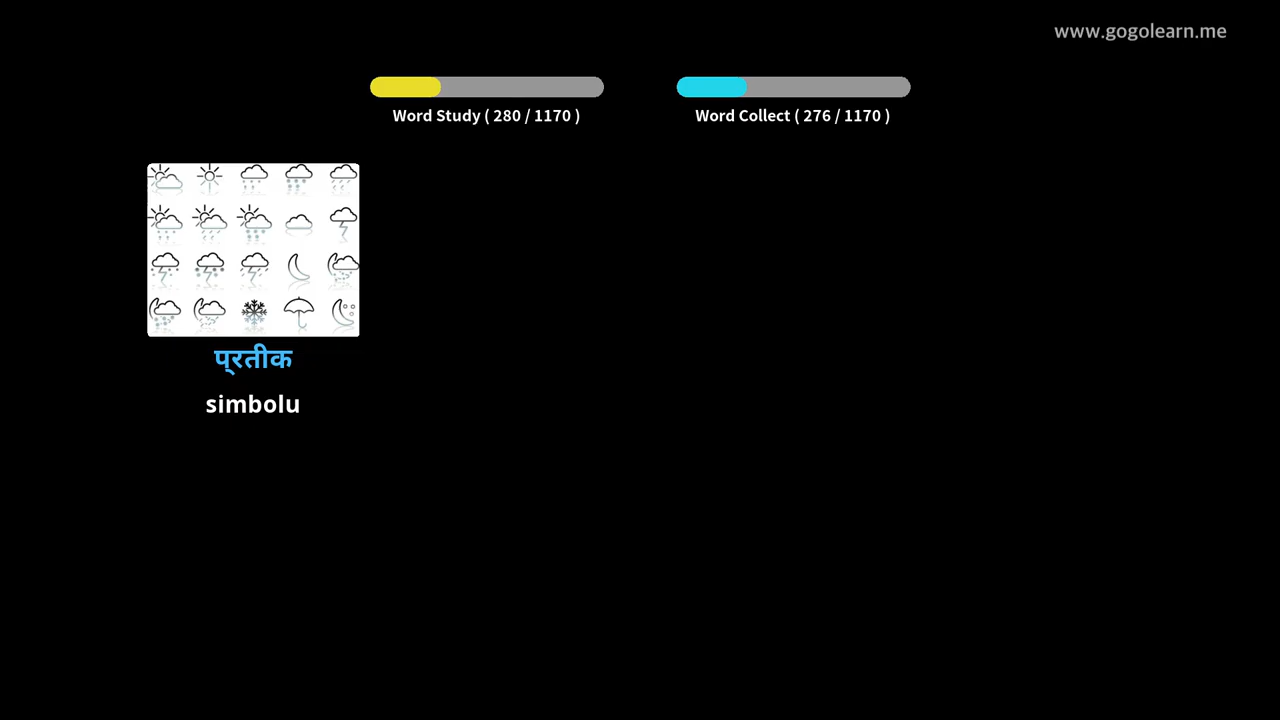 www.gogolearn.me
Word Study ( 280 / 1170 )
Word Collect ( 276 / 1170 )
प्रतीक
simbolu